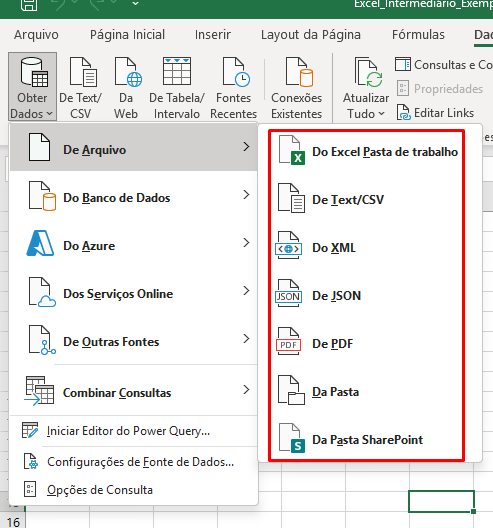 Excel_Intermediario_Exemp
Arquivo Página Inicial Inserir Layout da Página Fórmulas Dad
Obter Dados
De Text/ CSV
Da Web
De Tabela/ Intervalo
Fontes Recentes
Conexões Existentes
Atualizar Tudo
Consultas e Co
Propriedades
Editar Links
De Arquivo
Do Banco de Dados
Do Azure
Dos Serviços Online
De Outras Fontes
Combinar Consultas
Iniciar Editor do Power Query...
Configurações de Fonte de Dados...
Opções de Consulta
Do Excel Pasta de trabalho
De Text/CSV
Do XML
JSON
De JSON
PDF
De PDF
Da Pasta
Da Pasta SharePoint
es
16